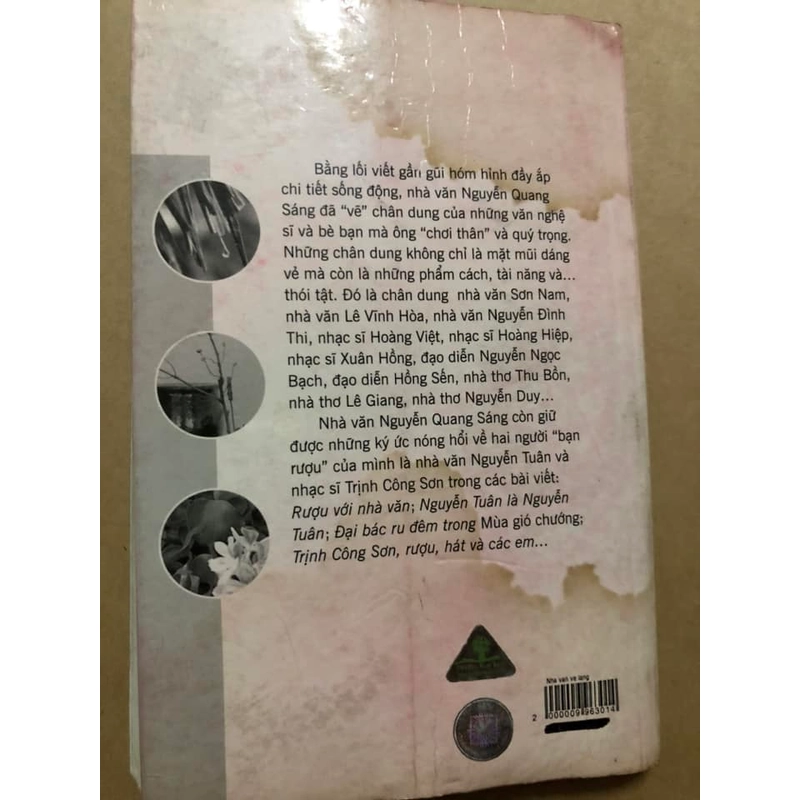 Bằng lối viết gần gũi hóm hỉnh đầy ắp
chi tiết sống động, nhà văn Nguyễn Quang
Sáng đã “vẽ” chân dung của những văn nghệ
sĩ và bè bạn mà ông “chơi thân” và quý trọng.
Những chân dung không chỉ là mặt mũi dáng
vẻ mà còn là những phẩm cách, tài năng và...
thói tật. Đó là chân dung nhà văn Sơn Nam,
nhà văn Lê Vĩnh Hòa, nhà văn Nguyễn Đình
Thi, nhạc sĩ Hoàng Việt, nhạc sĩ Hoàng Hiệp,
nhạc sĩ Xuân Hồng, đạo diễn Nguyễn Ngọc
Bạch, đạo diễn Hồng Sến, nhà thơ Thu Bồn,
nhà thơ Lê Giang, nhà thơ Nguyễn Duy...
Nhà văn Nguyễn Quang Sáng còn giữ
được những ký ức nóng hổi về hai người “bạn
rượu” của mình là nhà văn Nguyễn Tuân và
nhạc sĩ Trịnh Công Sơn trong các bài viết:
Rượu với nhà văn; Nguyễn Tuân là Nguyễn
Tuân; Đại bác ru đêm trong Mùa gió chướng;
Trịnh Công Sơn, rượu, hát và các em...
Nha van ve lang
2 000009 963014